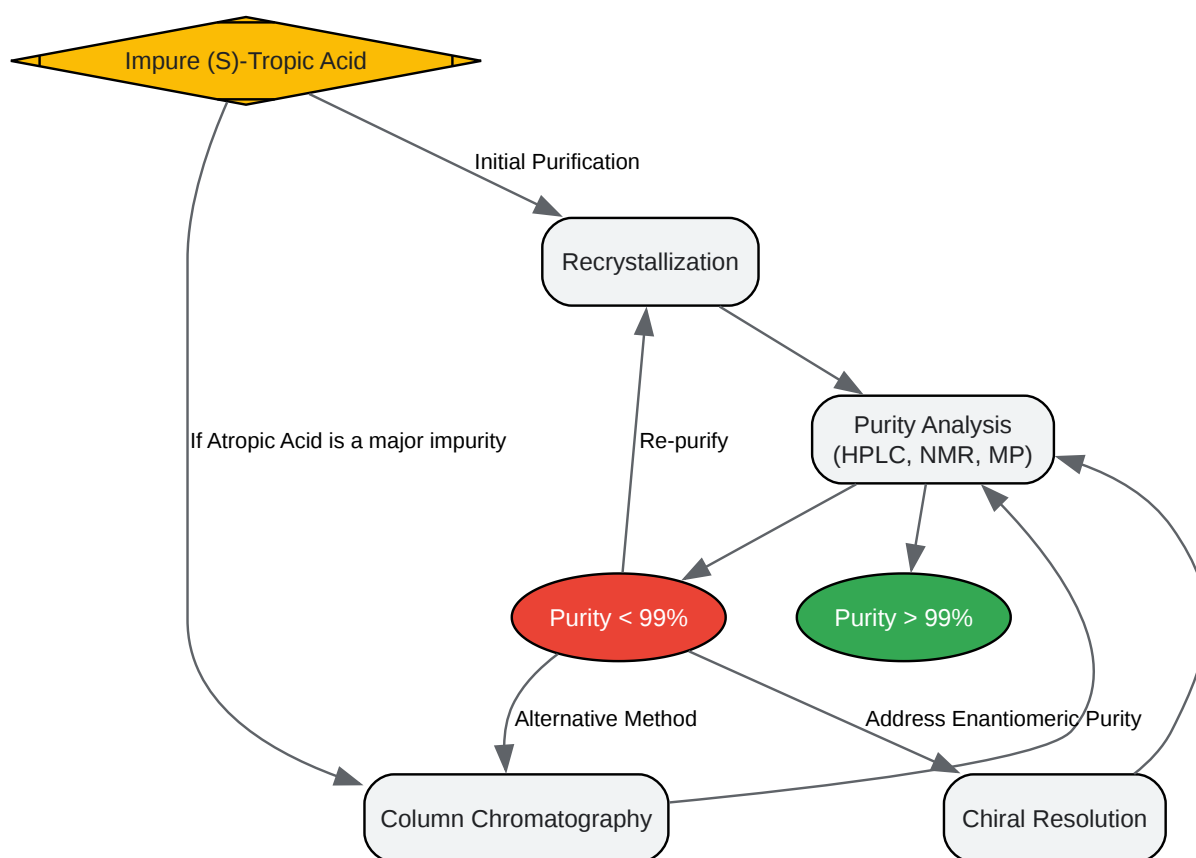 Impure (S)-Tropic Acid
Initial Purification
Recrystallization
If Atropic Acid is a major impurity
Re-purify
Purity Analysis
(HPLC, NMR, MP)
Purity < 99%
Purity > 99%
Alternative Method
Address Enantiomeric Purity
Column Chromatography
Chiral Resolution